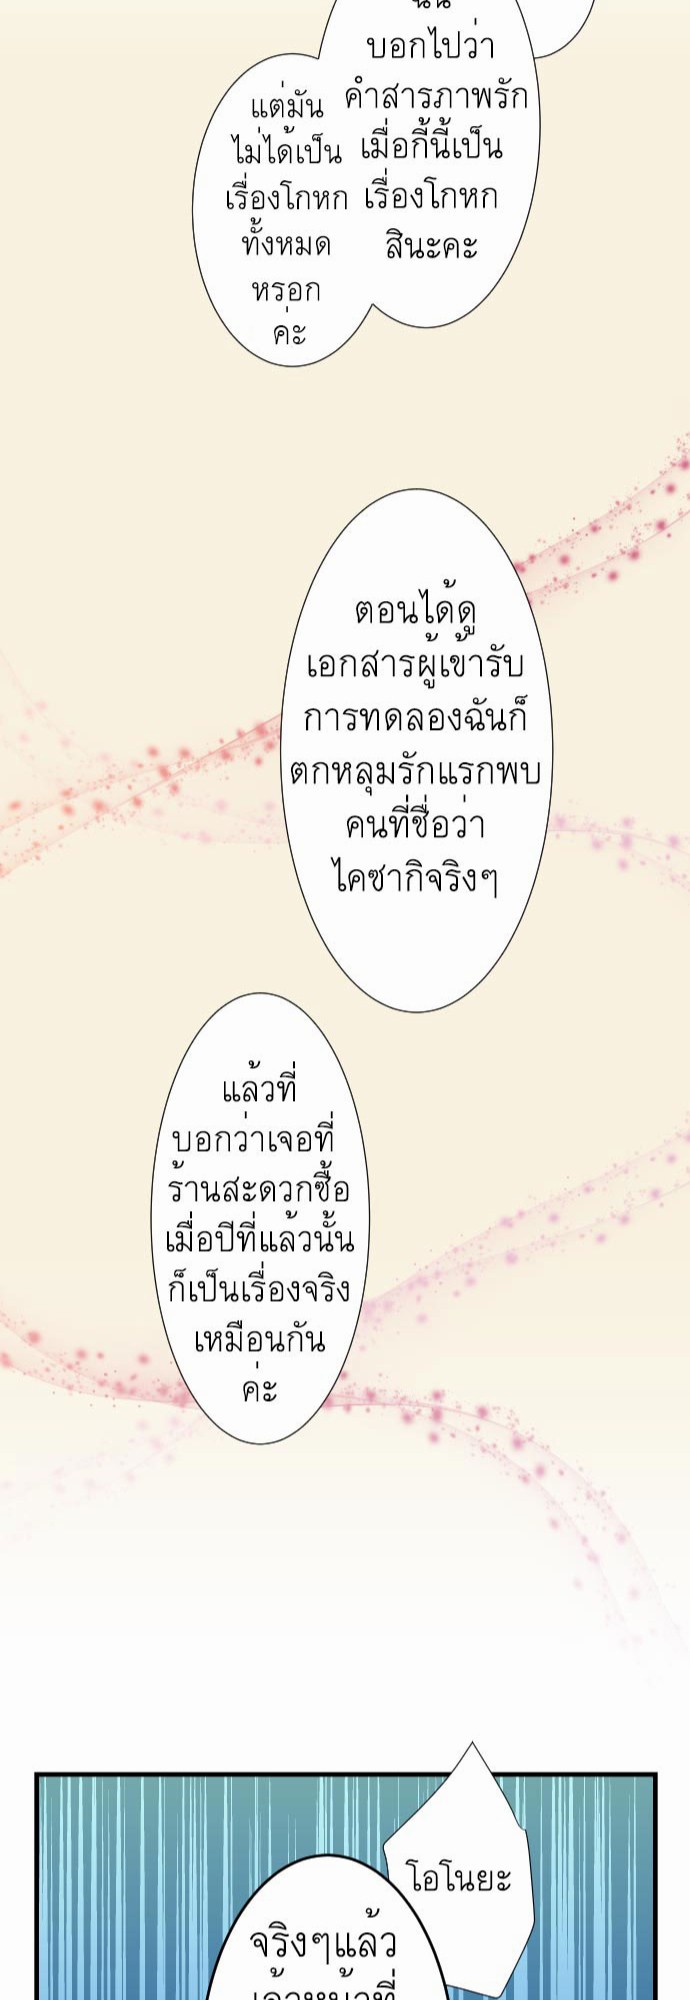 ฉัน
บอกไปว่า
คำสารภาพรัก
เมื่อกี้นี้เป็น
เรื่องโกหก
สินะคะ
แต่มัน
ไม่ได้เป็น
เรื่องโกหก
ทั้งหมด
หรอก
ค่ะ
ตอนได้ดู
เอกสารผู้เข้ารับ
การทดลองฉันก็
ตกหลุมรักแรกพบ
คนที่ชื่อว่า
ไคซากิจริงๆ
แล้วที่
บอกว่าเจอที่
ร้านสะดวกซื้อ
เมื่อปีที่แล้วนั้น
ก็เป็นเรื่องจริง
เหมือนกัน
ค่ะ
โอโนยะ
จริงๆแล้ว